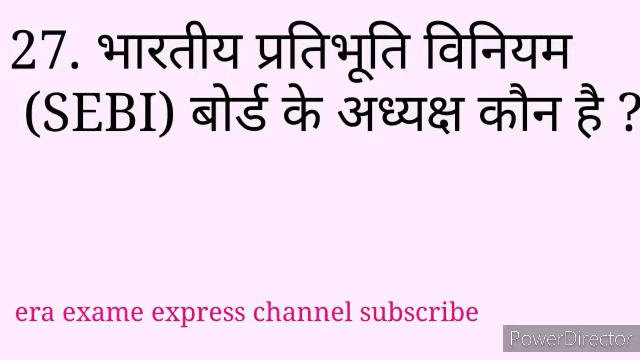 27. भारतीय प्रतिभूति विनियम
(SEBI) बोर्ड के अध्यक्ष कौन है ?
era exame express channel subscribe
PowerDirector